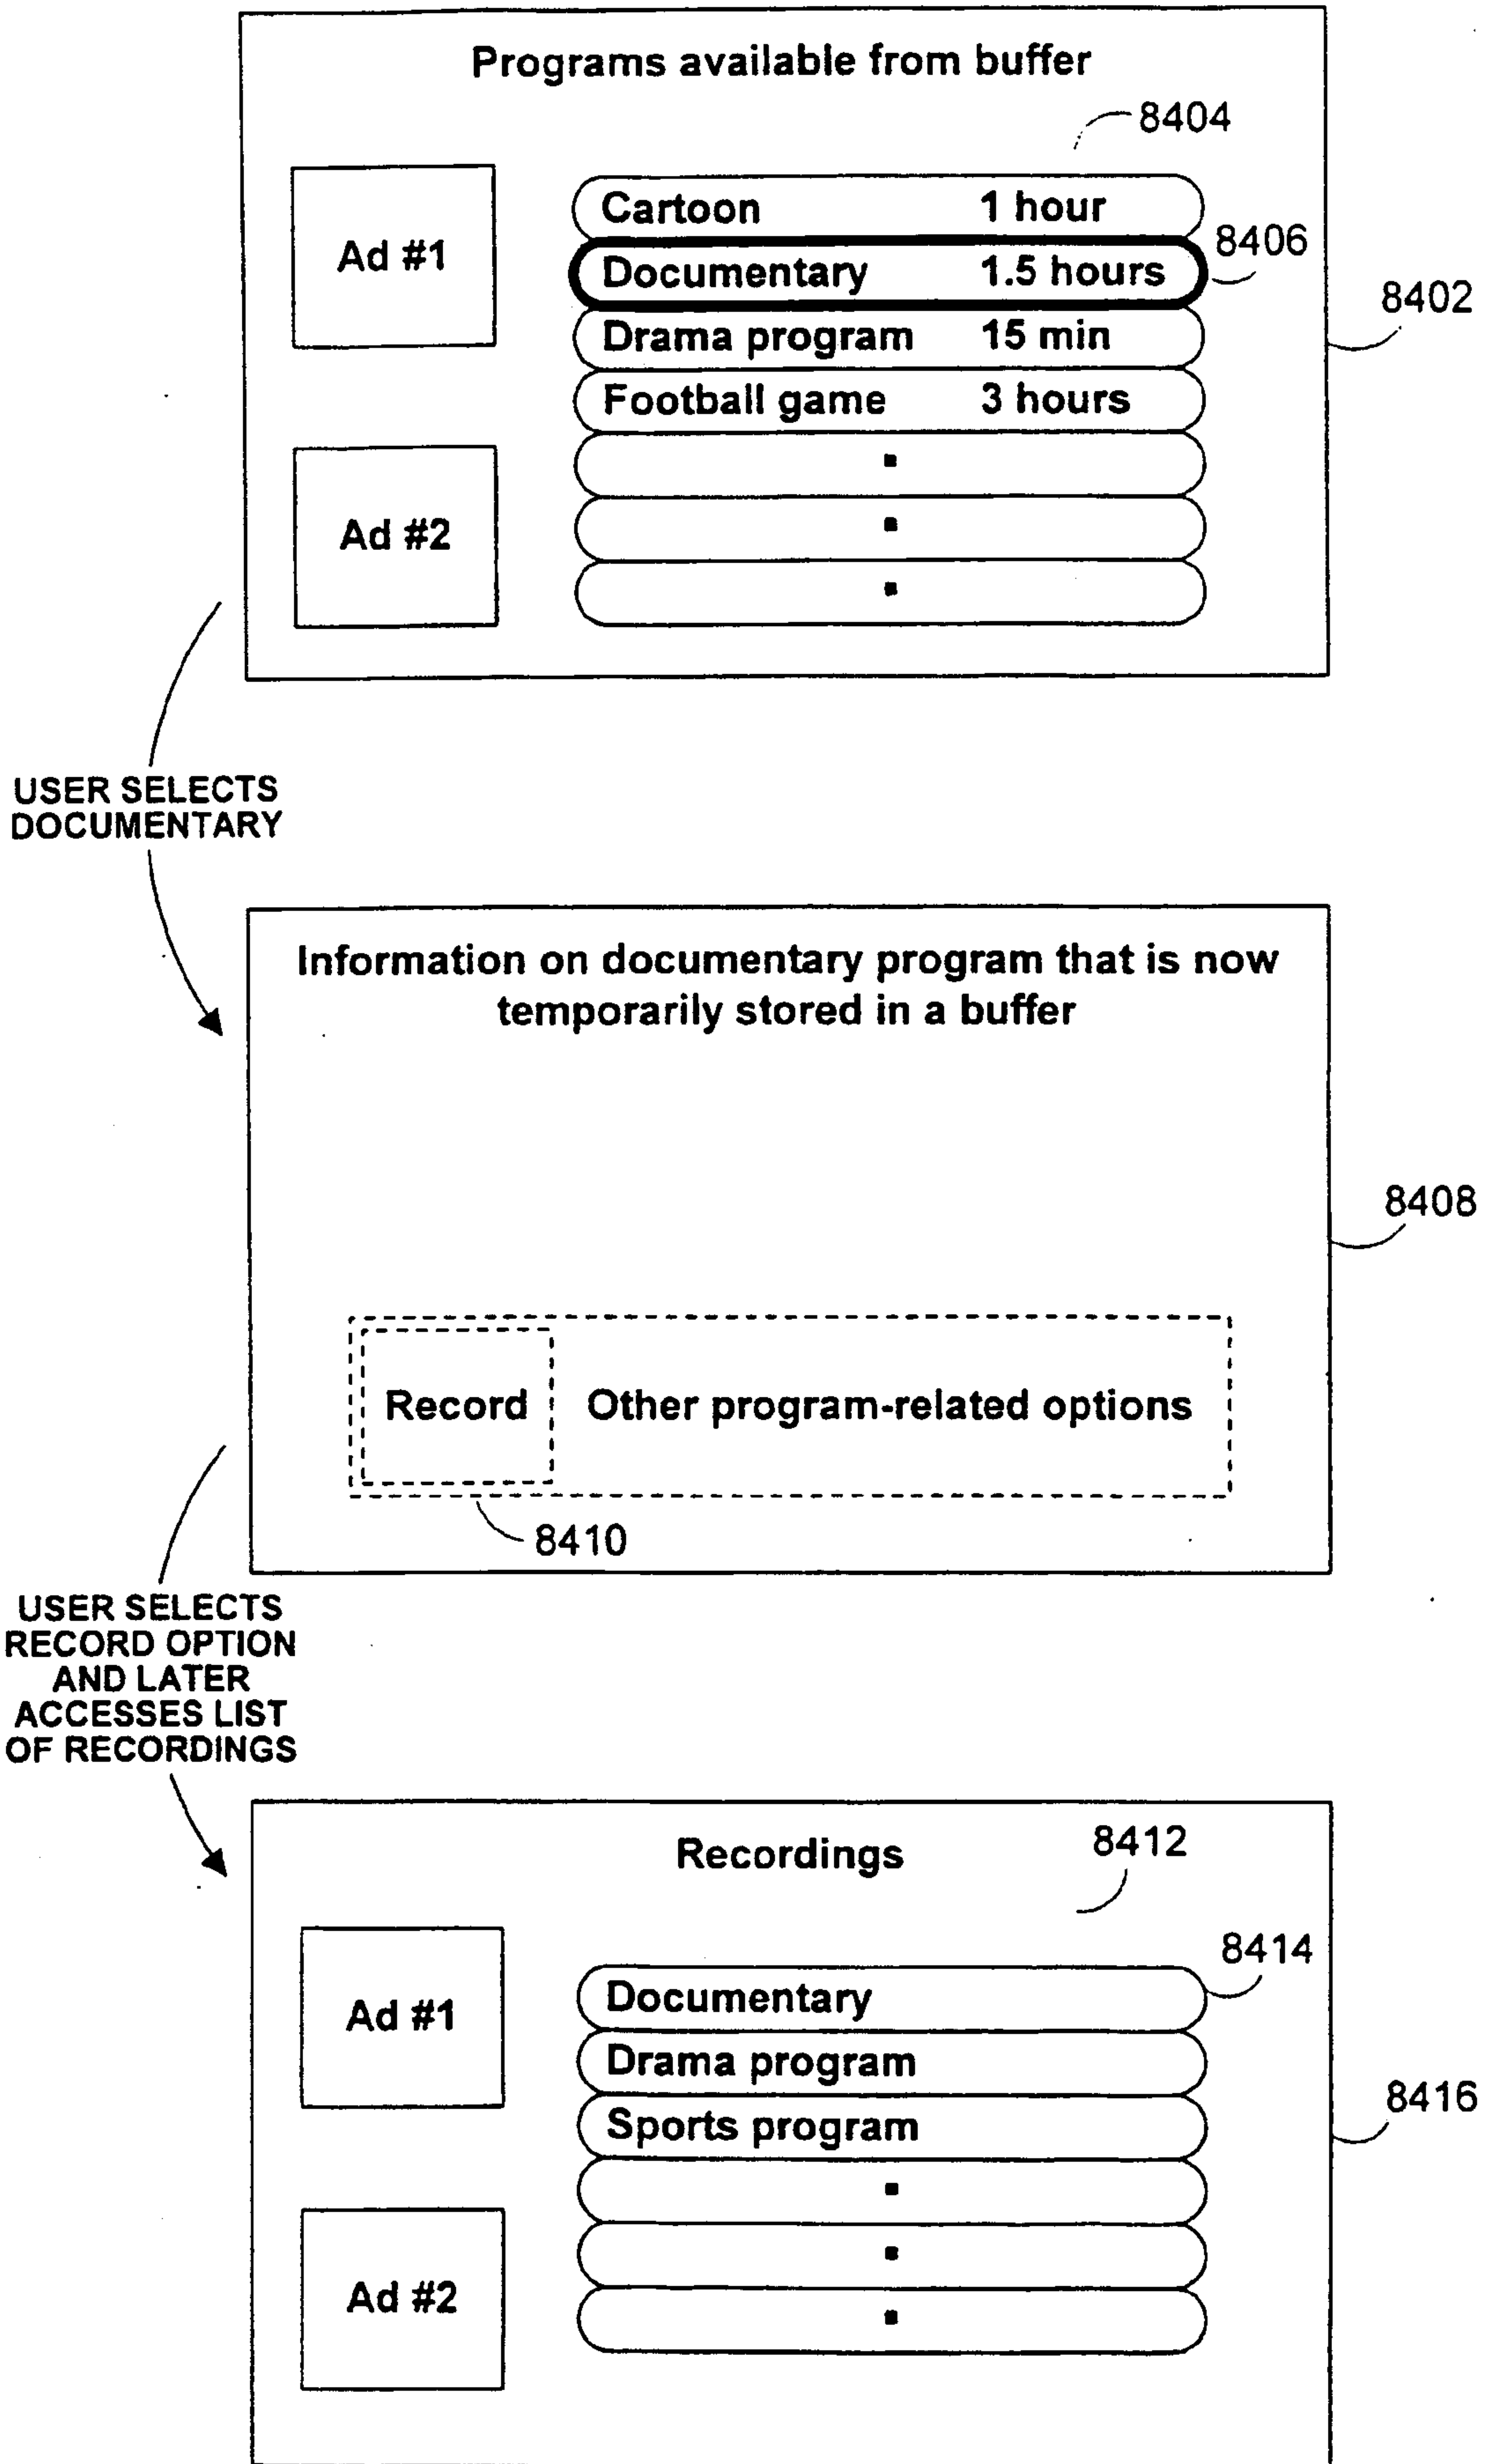 Programs available from buffer
8404
Ad #1
Cartoon 1 hour
8406
Documentary 1.5 hours
8402
Drama program 15 min
Football game 3 hours
Ad #2
USER SELECTS
DOCUMENTARY
Information on documentary program that is now
temporarily stored in a buffer
8408
Record Other program-related options
8410
USER SELECTS
RECORD OPTION
AND LATER
ACCESSES LIST
OF RECORDINGS
Recordings
8412
8414
Ad #1
Documentary
Drama program
8416
Sports program
Ad #2